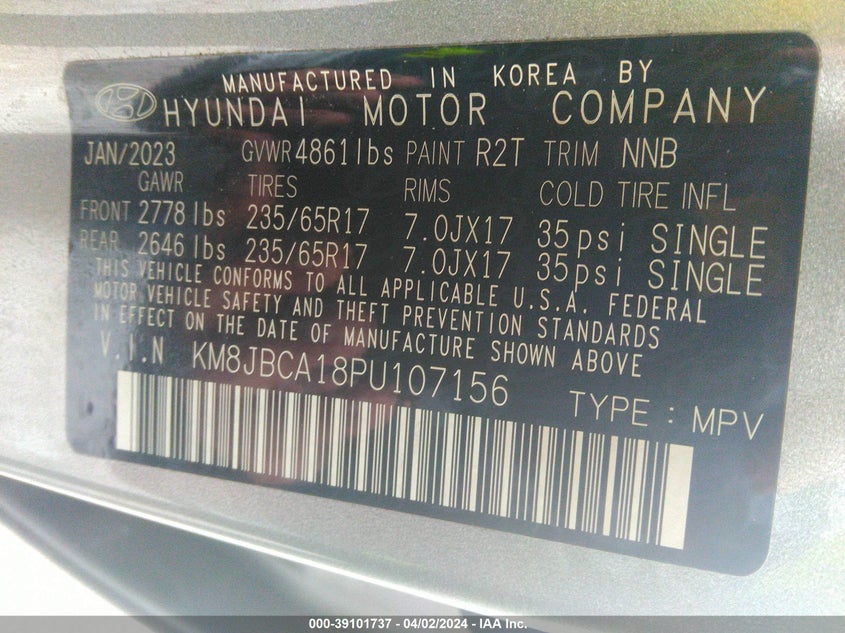 MANUFACTURED IN KOREA BY
HYUNDAI MOTOR COMPANY
JAN/2023 GVWR 4861lbs PAINT R2T TRIM NNB
GAWR TIRES RIMS COLD TIRE INFL
FRONT 2778 lbs 235/65R17 7.0JX17 35psi SINGLE
REAR 2646 lbs 235/65R17 7.0JX17 35psi SINGLE
THIS VEHICLE CONFORMS TO ALL APPLICABLE U.S.A. FEDERAL
MOTOR VEHICLE SAFETY AND THEFT PREVENTION STANDARDS
IN EFFECT ON THE DATE OF MANUFACTURE SHOWN ABOVE
V.I.N KM8JBCA18PU107156
TYPE : MPV
000-39101737 - 04/02/2024 - IAA Inc.